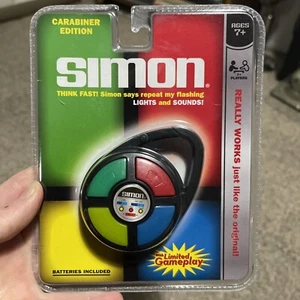 CARABINER
EDITION
AGES
7+
SIMON
THINK FAST! Simon says repeat my flashing
LIGHTS and SOUNDS!
PLAYERS
REALLY WORKS just like the original!
SIMON
Limited
Gameplay
BATTERIES INCLUDED